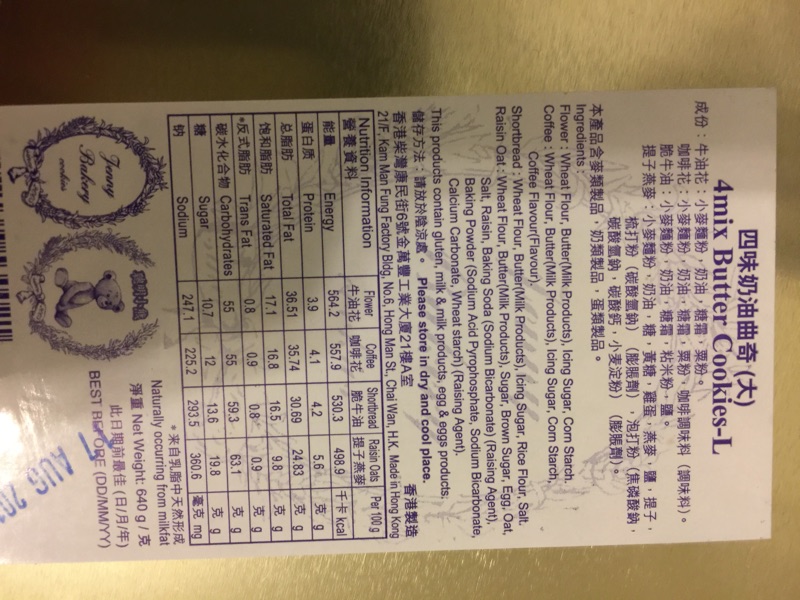 四味奶油曲奇 (大)
4mix Butter Cookies-L
成份：牛油花：小麥麵粉，奶油，糖霜，粟粉。
咖啡花：小麥麵粉，奶油，糖霜，粟粉，咖啡調味料（調味料）。
脆牛油：小麥麵粉，奶油，糖霜，粘米粉，鹽。
提子燕麥：小麥麵粉，奶油，糖，黃糖，雞蛋，燕麥，鹽，提子，
梳打粉（碳酸氫鈉）（膨脹劑），泡打粉（焦磷酸鈉，
碳酸氫鈉，碳酸鈣，小麥澱粉）（膨脹劑）。
本產品含麥類製品，奶類製品，蛋類製品。
Ingredients :
Flower : Wheat Flour, Butter(Milk Products), Icing Sugar, Corn Starch.
Coffee : Wheat Flour, Butter(Milk Products), Icing Sugar, Corn Starch,
Coffee Flavour(Flavour).
Shortbread : Wheat Flour, Butter(Milk Products), Icing Sugar, Rice Flour, Salt.
Raisin Oat : Wheat Flour, Butter(Milk Products), Sugar, Brown Sugar, Egg, Oat,
Salt, Raisin, Baking Soda (Sodium Bicarbonate) (Raising Agent),
Baking Powder (Sodium Acid Pyrophosphate, Sodium Bicarbonate,
Calcium Carbonate, Wheat starch) (Raising Agent).
This products contain gluten, milk & milk products, egg & eggs products.
儲存方法：請放於陰涼處。 Please store in dry and cool place.
香港柴灣康民街6號金萬豐工業大廈21樓A室 香港製造
21/F, Kam Man Fung Factory Bldg, No.6, Hong Man St., Chai Wan, H.K. Made in Hong Kong
Nutrition Information Flower Coffee Shortbread Raisin Oats Per 100 g
營養資料 牛油花 咖啡花 脆牛油 提子燕麥
能量 Energy 564.2 557.9 530.3 498.9 千卡 kcal
蛋白质 Protein 3.9 4.1 4.2 5.6 克 g
總脂肪 Total Fat 36.51 35.74 30.69 24.83 克 g
飽和脂肪 Saturated Fat 17.1 16.8 16.5 9.8 克 g
*反式脂肪 Trans Fat 0.8 0.9 0.8 0.9 克 g
碳水化合物 Carbohydrates 55 55 59.3 63.1 克 g
糖 Sugar 10.7 12 13.6 19.8 克 g
鈉 Sodium 247.1 225.2 293.5 360.6 毫克 mg
*來自乳脂中天然形成
Naturally occurring from milkfat
淨重 Net Weight: 640 g / 克
此日期前最佳 (日/月/年)
BEST BEFORE (DD/MM/YY)
AUG 201
Jenny
Bakery
cookies